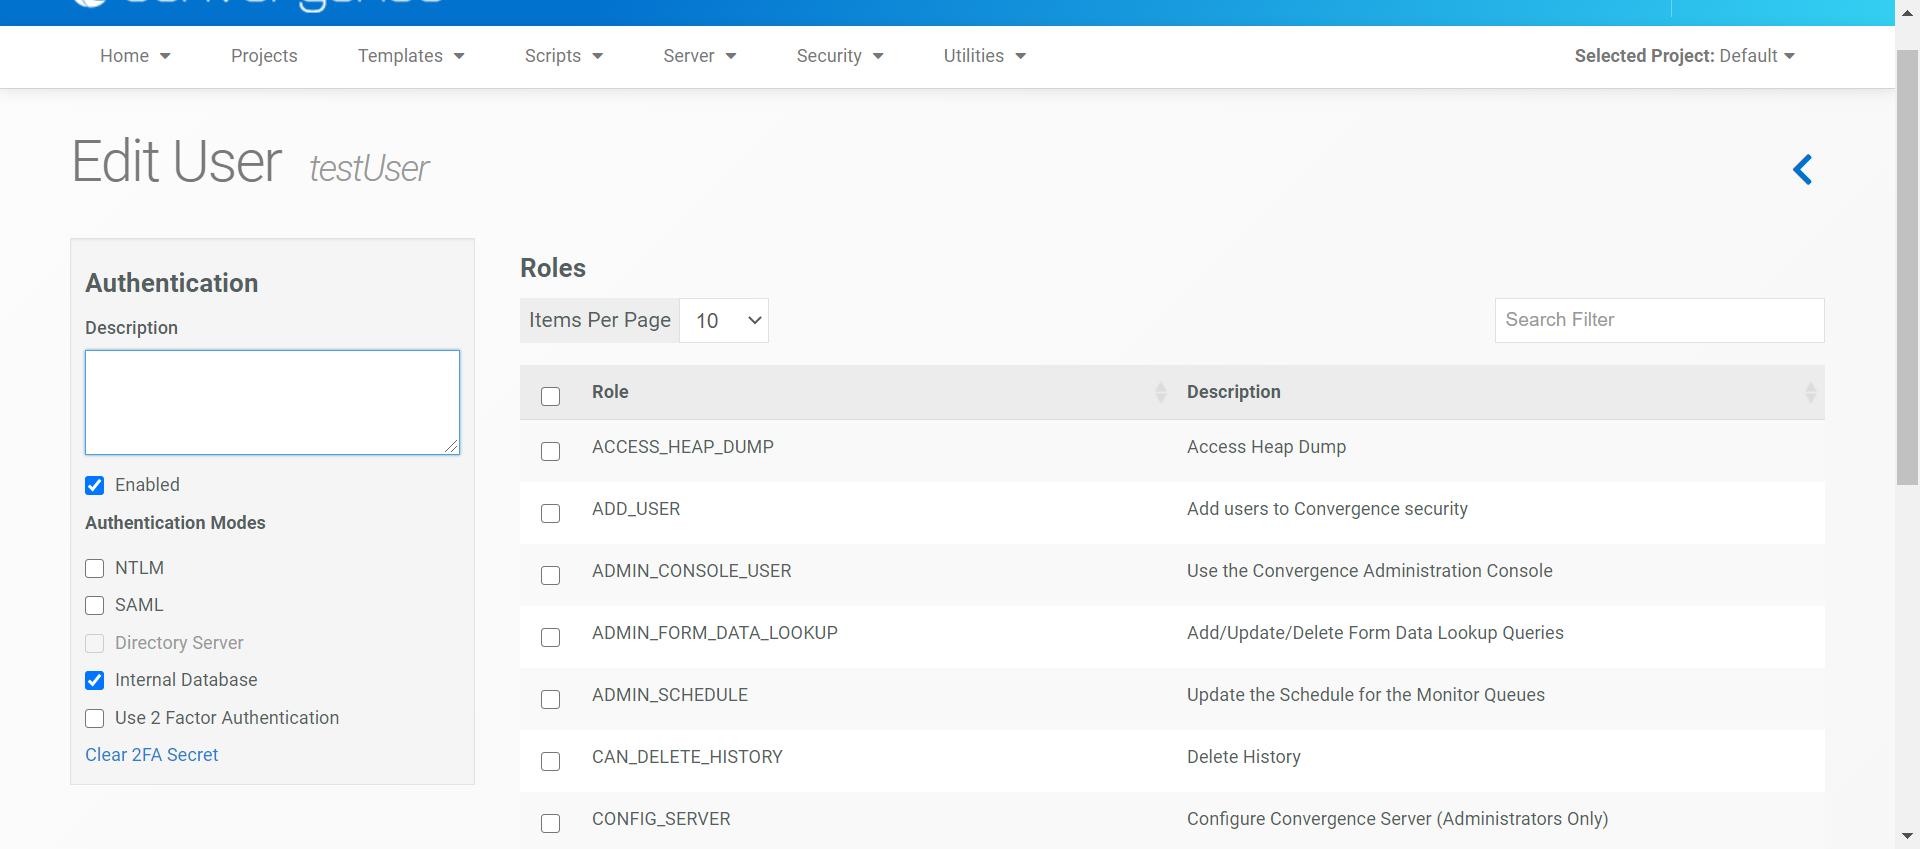 Home Projects Templates Scripts Server Security Utilities Selected Project: Default
Edit User testUser
Authentication
Description
Enabled
Authentication Modes
NTLM
SAML
Directory Server
Internal Database
Use 2 Factor Authentication
Clear 2FA Secret
Roles
Items Per Page 10 Search Filter
Role Description
ACCESS_HEAP_DUMP Access Heap Dump
ADD_USER Add users to Convergence security
ADMIN_CONSOLE_USER Use the Convergence Administration Console
ADMIN_FORM_DATA_LOOKUP Add/Update/Delete Form Data Lookup Queries
ADMIN_SCHEDULE Update the Schedule for the Monitor Queues
CAN_DELETE_HISTORY Delete History
CONFIG_SERVER Configure Convergence Server (Administrators Only)